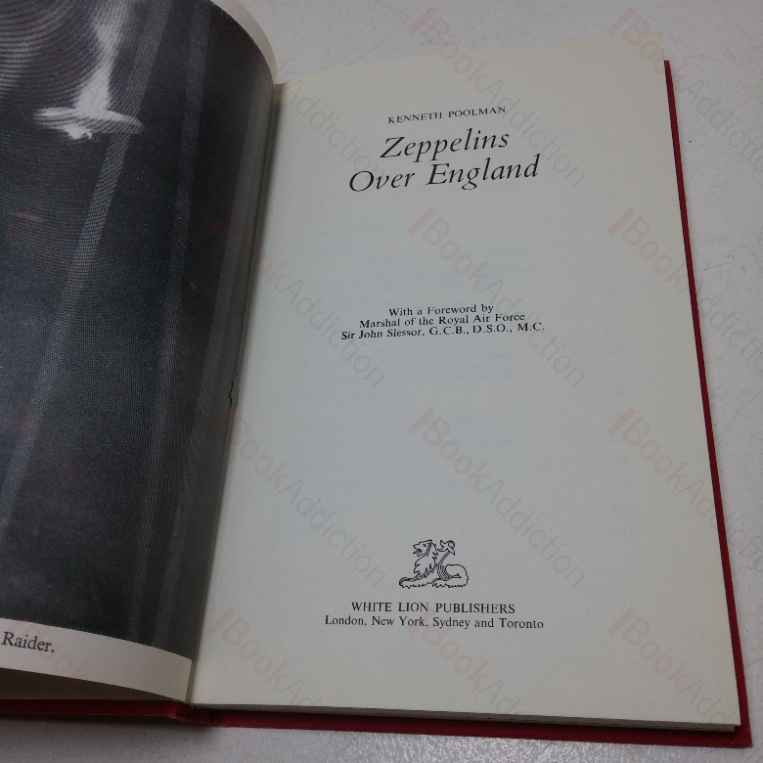 Raider.
KENNETH POOLMAN
Zeppelins
Over England
With a Foreword by
Marshal of the Royal Air Force
Sir John Slessor, G.C.B., D.S.O., M.C.
WHITE LION PUBLISHERS
London, New York, Sydney and Toronto
BookAddiction